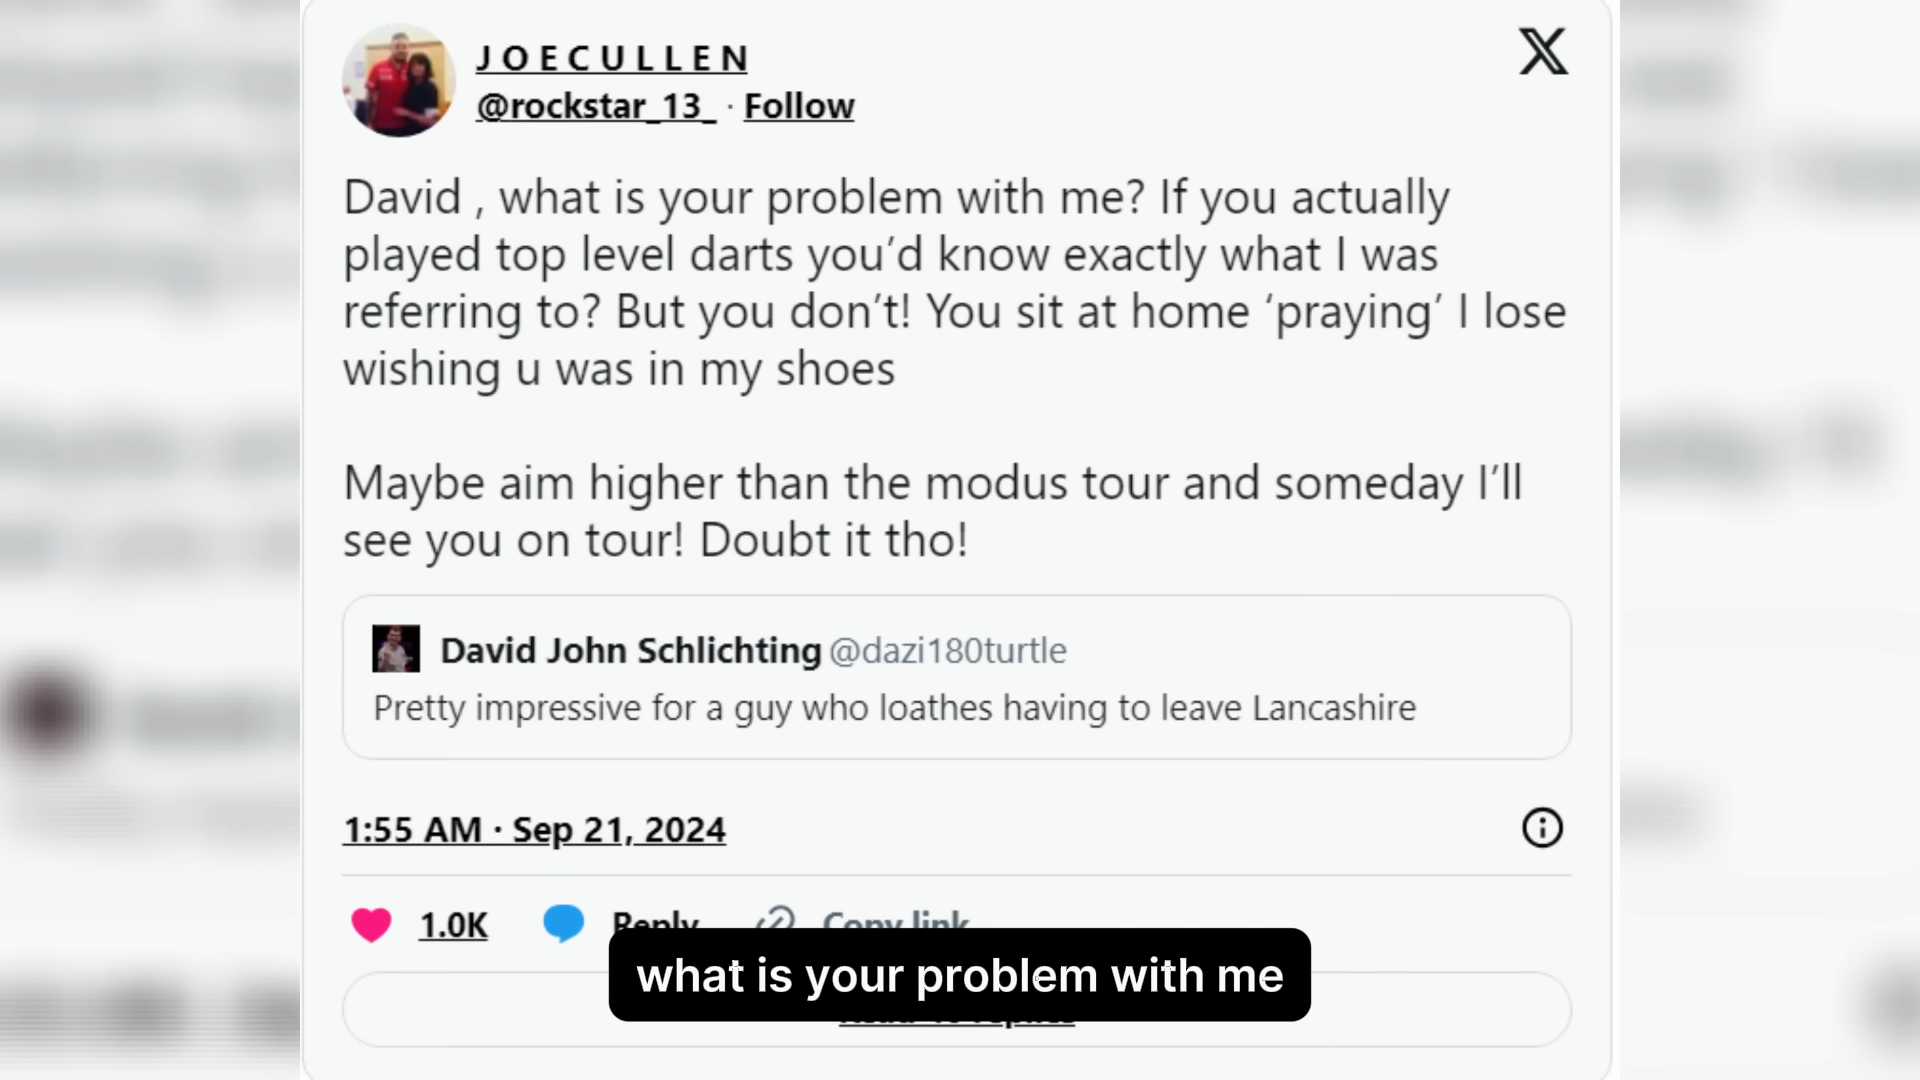 J O E C U L L E N
@rockstar_13_ · Follow
David , what is your problem with me? If you actually
played top level darts you’d know exactly what I was
referring to? But you don’t! You sit at home ‘praying’ I lose
wishing u was in my shoes
Maybe aim higher than the modus tour and someday I’ll
see you on tour! Doubt it tho!
David John Schlichting @dazi180turtle
Pretty impressive for a guy who loathes having to leave Lancashire
1:55 AM · Sep 21, 2024
1.0K Reply Copy link
what is your problem with me